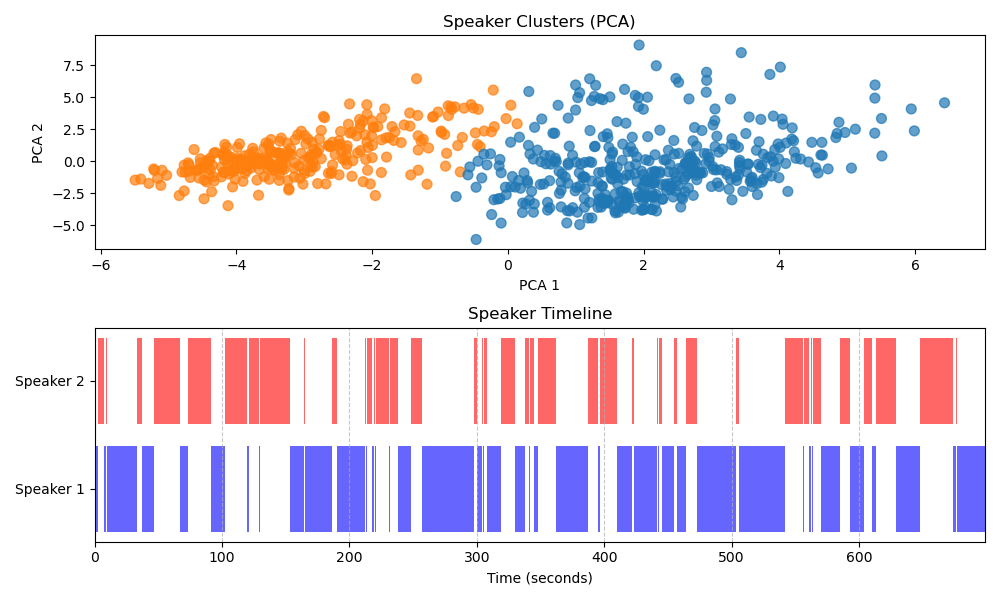 Speaker Clusters (PCA)
PCA 2
7.5
5.0
2.5
0.0
−2.5
−5.0
−6
−4
−2
0
2
4
6
PCA 1
Speaker Timeline
Speaker 2
Speaker 1
0
100
200
300
400
500
600
Time (seconds)